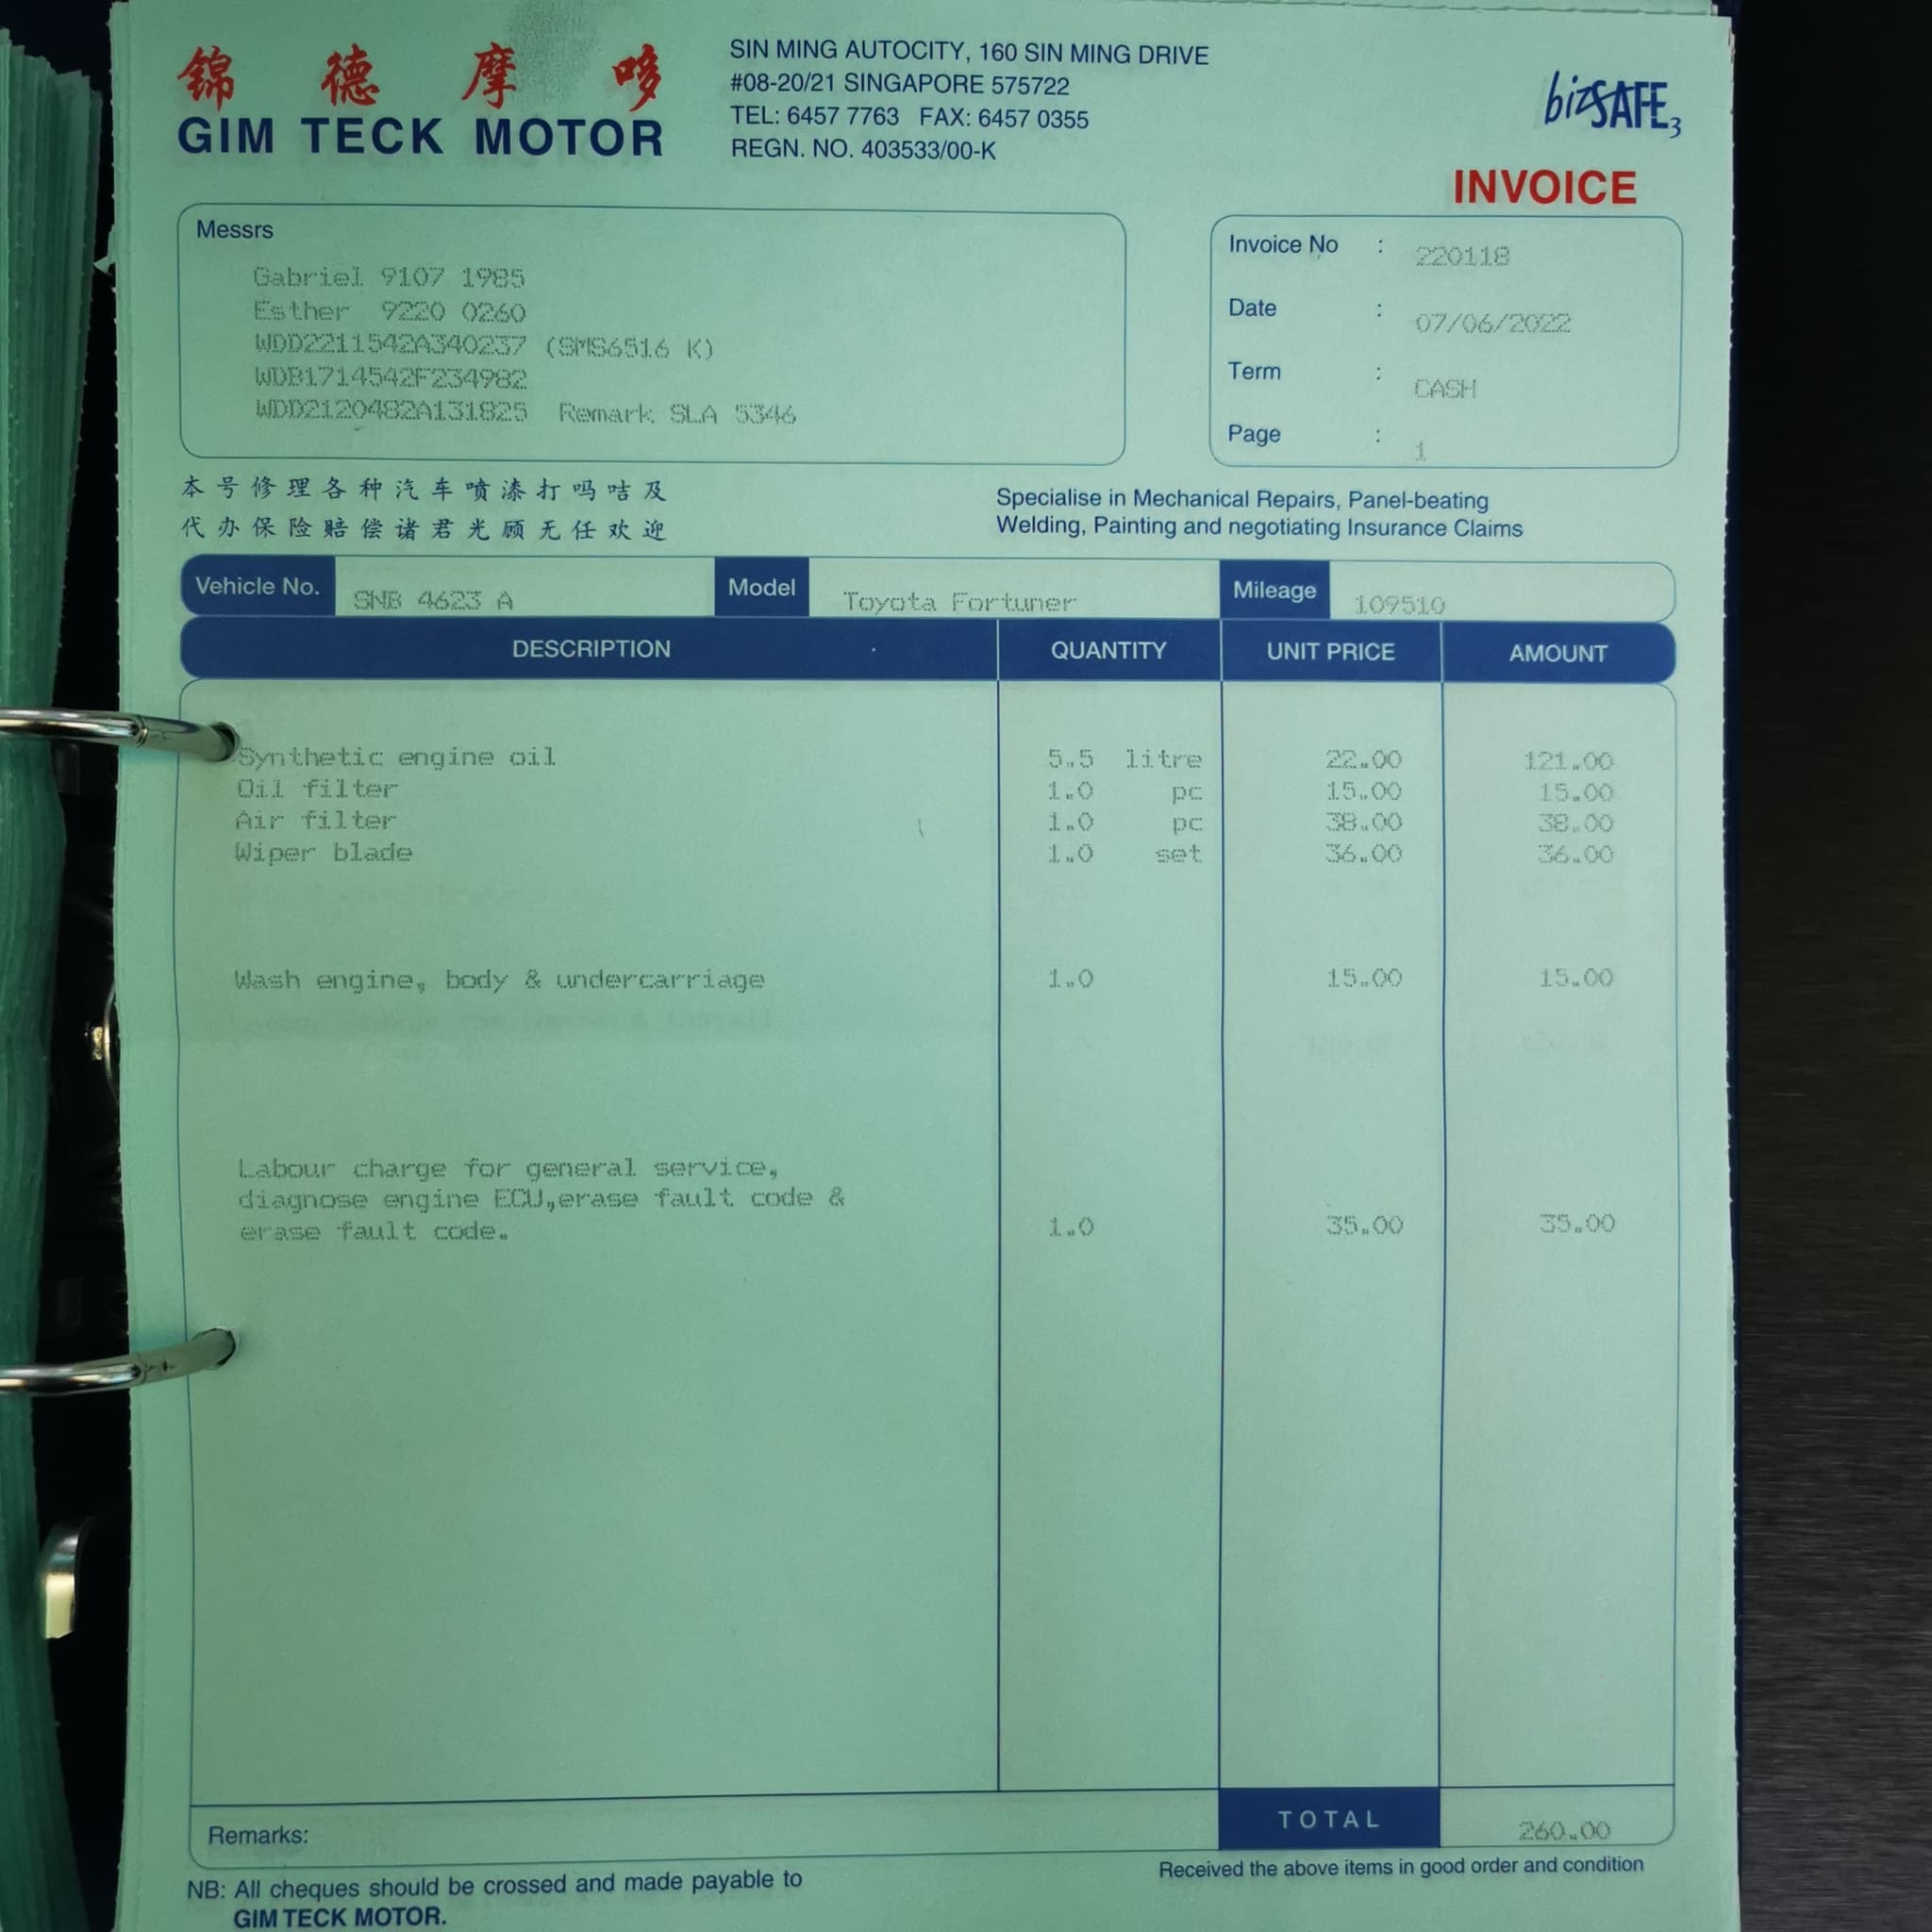 锦德摩哆
GIM TECK MOTOR
SIN MING AUTOCITY, 160 SIN MING DRIVE
#08-20/21 SINGAPORE 575722
TEL: 6457 7763 FAX: 6457 0355
REGN. NO. 403533/00-K
bizSAFE3
INVOICE
Messrs
Gabriel 9107 1985
Esther 9220 0260
WDD2211542A340237 (SMS6516 K)
WDB1714542F234982
WDD2120482A131825 Remark SLA 5346
Invoice No : 220118
Date : 07/06/2022
Term : CASH
Page : 1
本号修理各种汽车喷漆打吗咭及
代办保险赔偿诸君光顾无任欢迎
Specialise in Mechanical Repairs, Panel-beating
Welding, Painting and negotiating Insurance Claims
Vehicle No. SNB 4623 A Model Toyota Fortuner Mileage 109510
DESCRIPTION QUANTITY UNIT PRICE AMOUNT
Synthetic engine oil 5.5 litre 22.00 121.00
Oil filter 1.0 pc 15.00 15.00
Air filter 1.0 pc 38.00 38.00
Wiper blade 1.0 set 36.00 36.00
Wash engine, body & undercarriage 1.0 15.00 15.00
Labour charge for general service,
diagnose engine ECU,erase fault code &
erase fault code. 1.0 35.00 35.00
TOTAL 260.00
Remarks:
NB: All cheques should be crossed and made payable to
GIM TECK MOTOR.
Received the above items in good order and condition